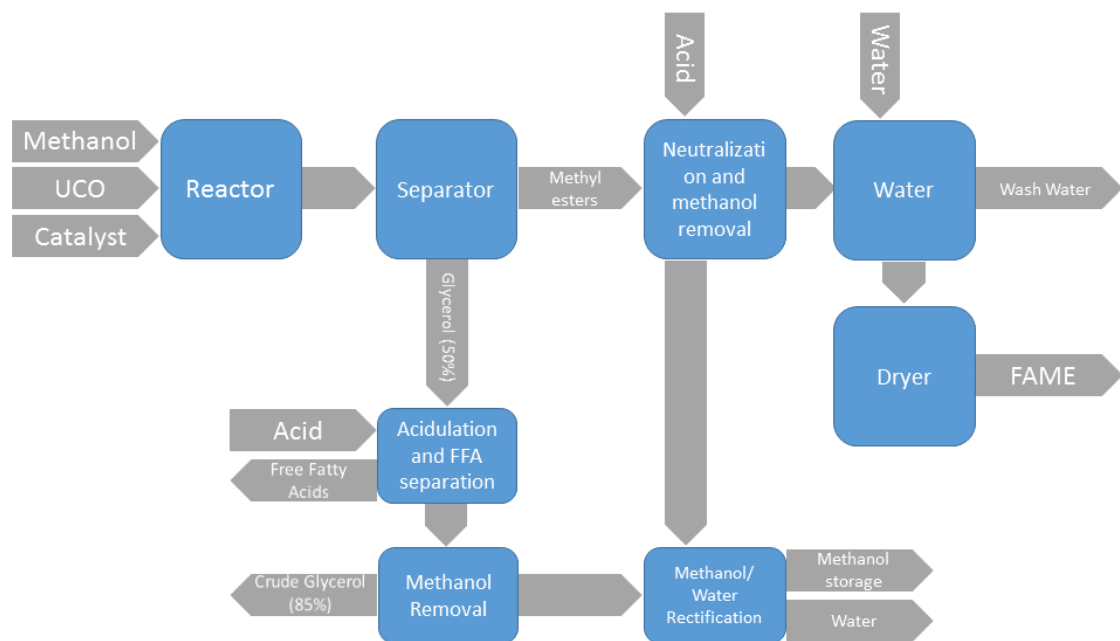 Acid
Water
Methanol
UCO
Catalyst
Reactor
Separator
Methyl
esters
Neutralizati
on and
methanol
removal
Water
Wash Water
Glycerol (50%)
Dryer
FAME
Acid
Free Fatty
Acids
Acidulation
and FFA
separation
Crude Glycerol
(85%)
Methanol
Removal
Methanol/
Water
Rectification
Methanol
storage
Water